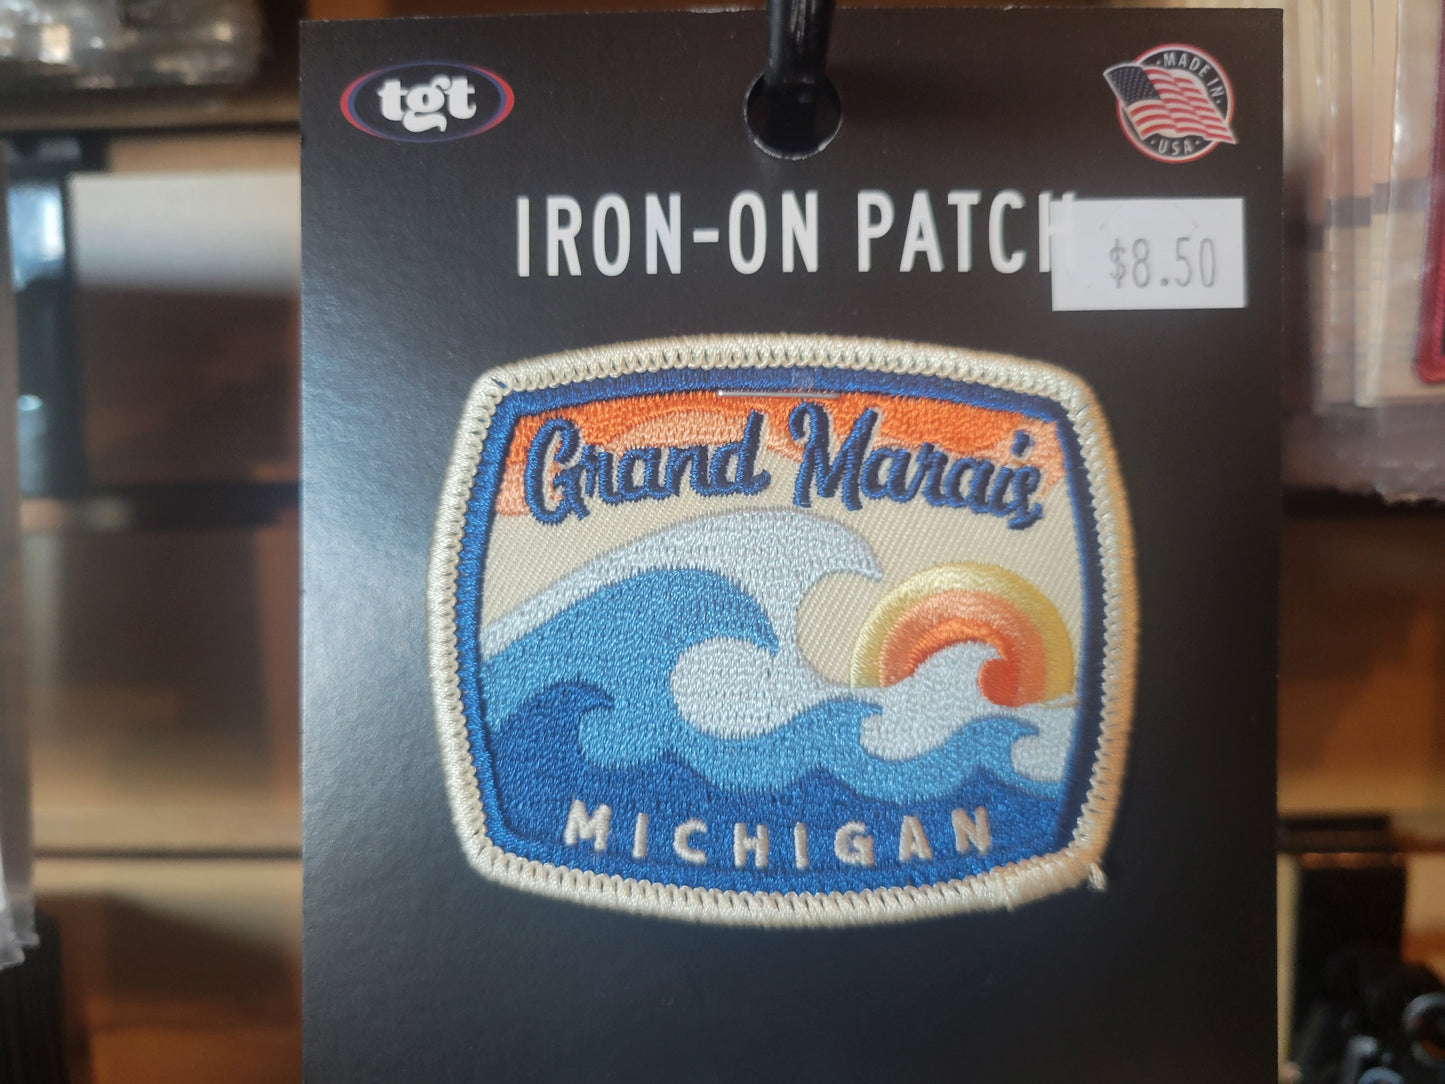 tgt
MADE IN
USA
IRON-ON PATCH
$8.50
Grand Marais
MICHIGAN